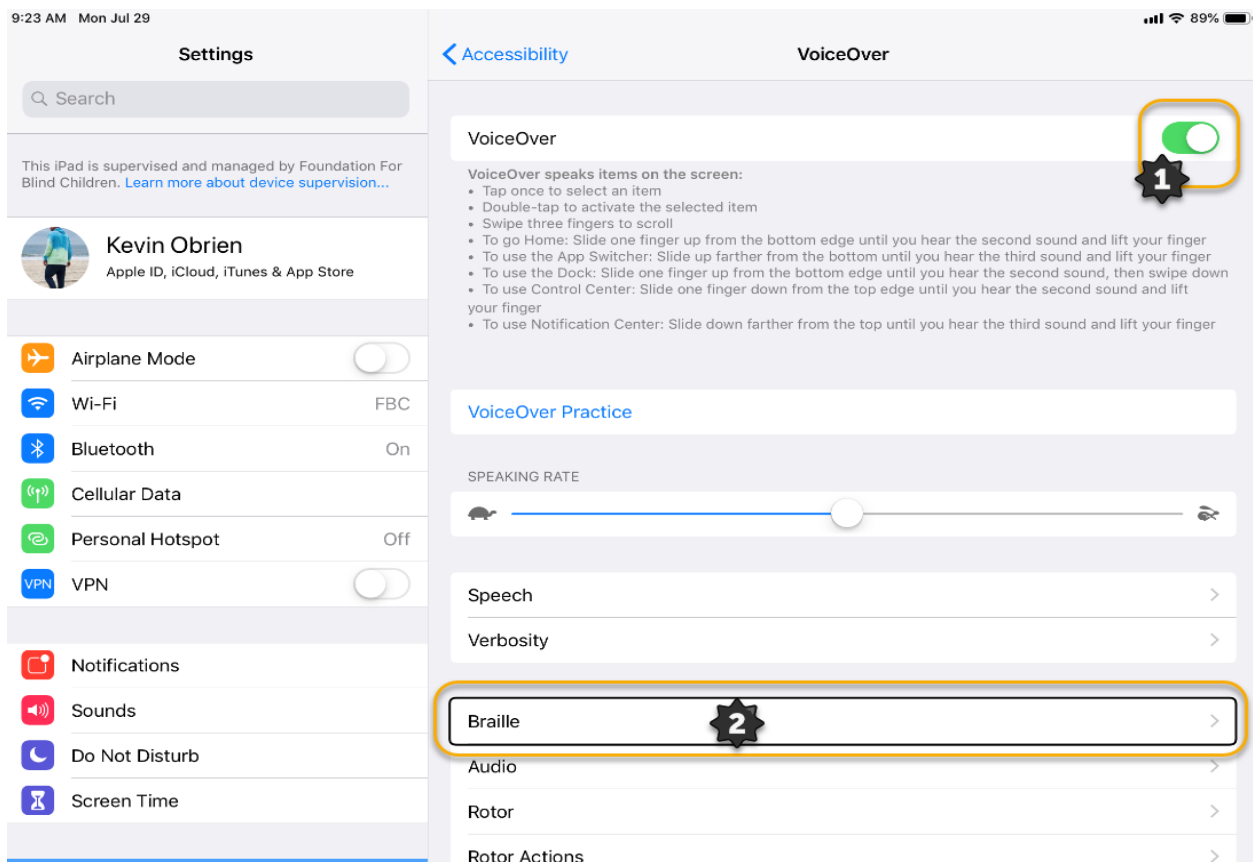 9:23 AM Mon Jul 29
89%
Settings
Search
This iPad is supervised and managed by Foundation For
Blind Children. Learn more about device supervision...
Kevin Obrien
Apple ID, iCloud, iTunes & App Store
Airplane Mode
Wi-Fi FBC
Bluetooth On
Cellular Data
Personal Hotspot Off
VPN VPN
Notifications
Sounds
Do Not Disturb
Screen Time
Accessibility
VoiceOver
VoiceOver
1
VoiceOver speaks items on the screen:
• Tap once to select an item
• Double-tap to activate the selected item
• Swipe three fingers to scroll
• To go Home: Slide one finger up from the bottom edge until you hear the second sound and lift your finger
• To use the App Switcher: Slide up farther from the bottom until you hear the third sound and lift your finger
• To use the Dock: Slide one finger up from the bottom edge until you hear the second sound, then swipe down
• To use Control Center: Slide one finger down from the top edge until you hear the second sound and lift
your finger
• To use Notification Center: Slide down farther from the top until you hear the third sound and lift your finger
VoiceOver Practice
SPEAKING RATE
Speech
Verbosity
Braille 2
Audio
Rotor
Rotor Actions